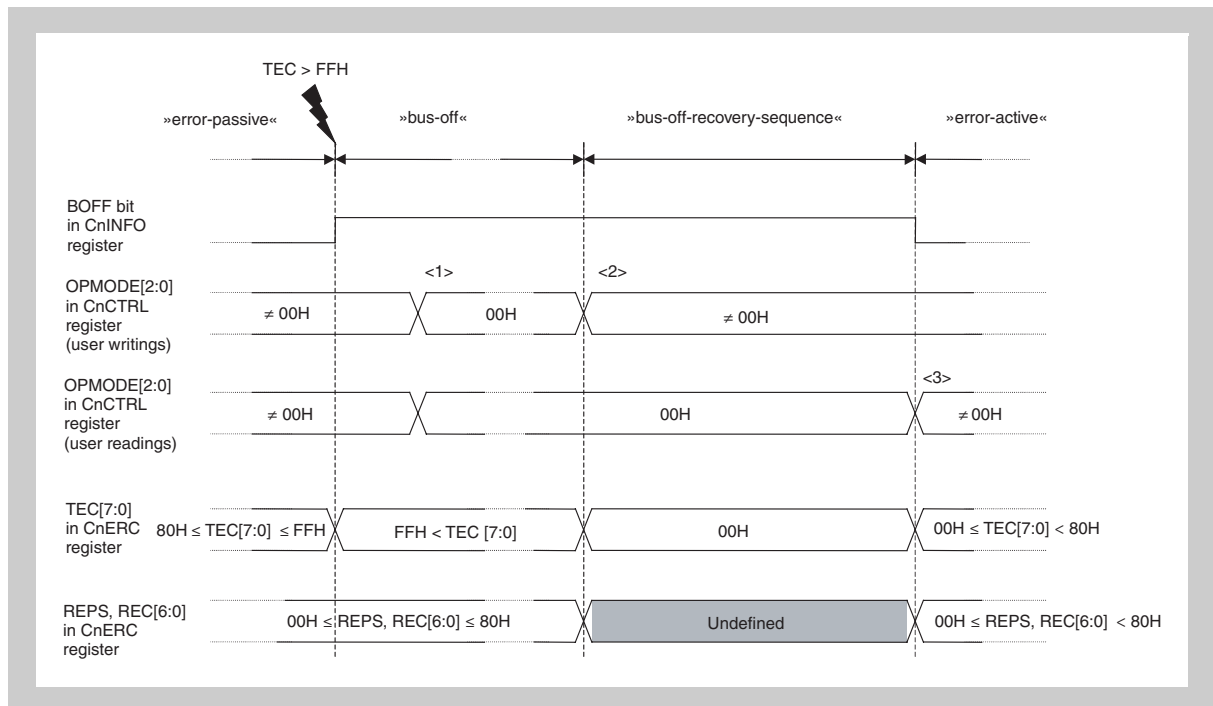 TEC > FFH
»error-passive« »bus-off« »bus-off-recovery-sequence« »error-active«
BOFF bit
in CnINFO
register
<1> <2>
OPMODE[2:0]
in CnCTRL
register
(user writings)
≠ 00H 00H ≠ 00H
<3>
OPMODE[2:0]
in CnCTRL
register
(user readings)
≠ 00H 00H ≠ 00H
TEC[7:0]
in CnERC
register
80H ≤ TEC[7:0] ≤ FFH FFH < TEC [7:0] 00H 00H ≤ TEC[7:0] < 80H
REPS, REC[6:0]
in CnERC
register
00H ≤ REPS, REC[6:0] ≤ 80H Undefined 00H ≤ REPS, REC[6:0] < 80H